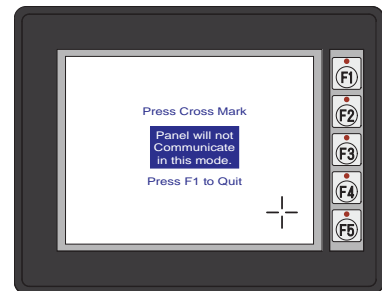 Press Cross Mark
Panel will not
Communicate
in this mode.
Press F1 to Quit
F1
F2
F3
F4
F5